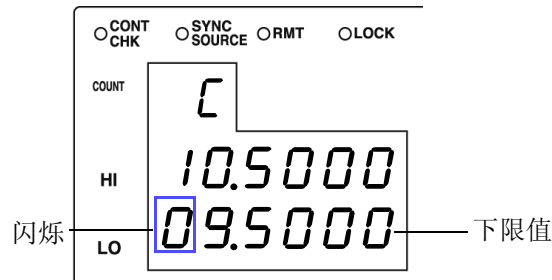 CONT CHK
SYNC SOURCE
RMT
LOCK
COUNT
C
HI
10.5000
闪烁
09.5000
下限值
LO